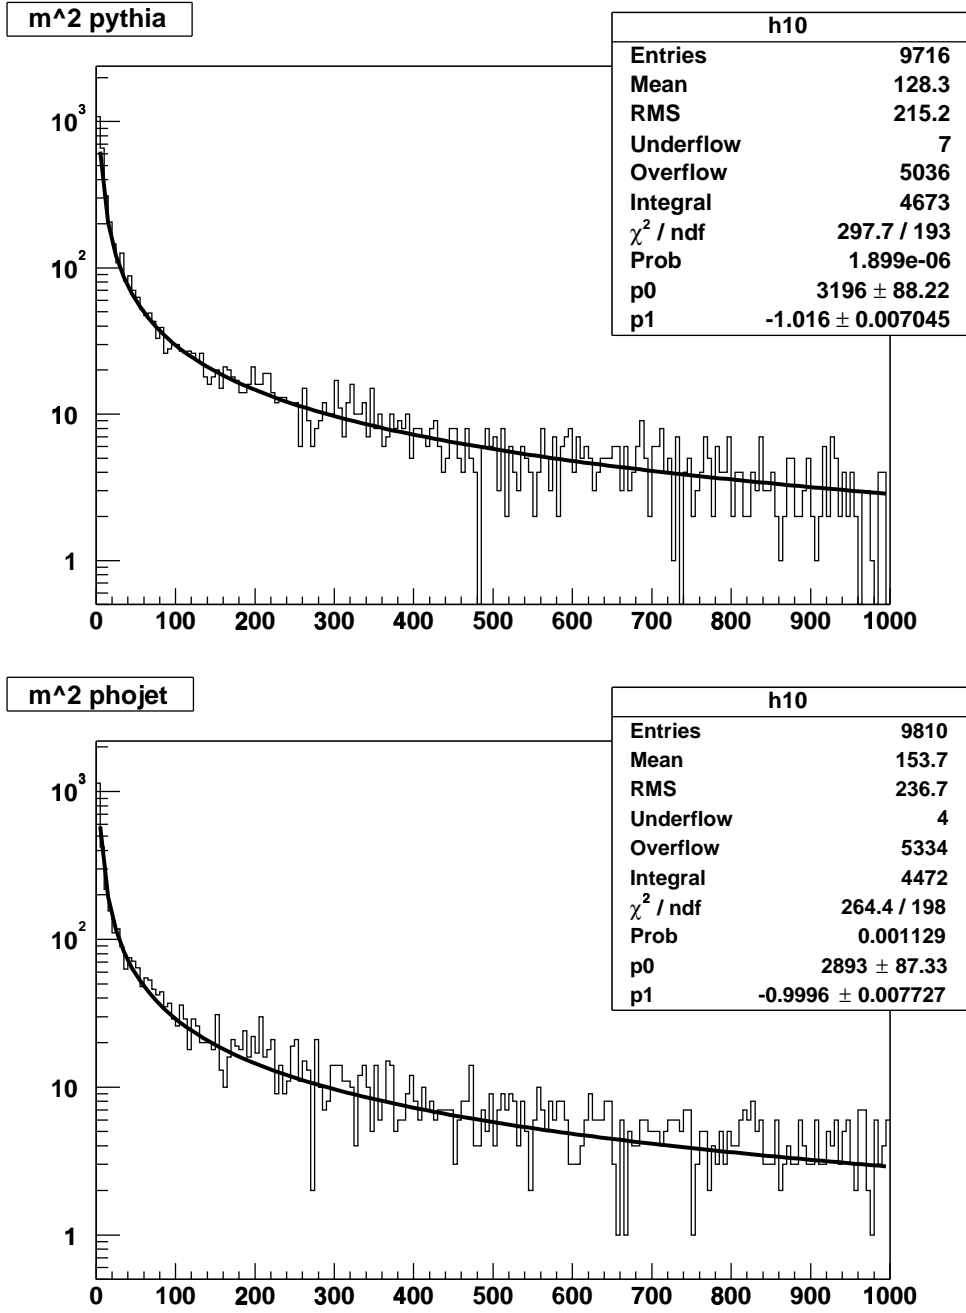 m^2 pythia
h10
Entries 9716
Mean 128.3
RMS 215.2
Underflow 7
Overflow 5036
Integral 4673
χ² / ndf 297.7 / 193
Prob 1.899e-06
p0 3196 ± 88.22
p1 -1.016 ± 0.007045
10³
10²
10
1
0 100 200 300 400 500 600 700 800 900 1000
m^2 phojet
h10
Entries 9810
Mean 153.7
RMS 236.7
Underflow 4
Overflow 5334
Integral 4472
χ² / ndf 264.4 / 198
Prob 0.001129
p0 2893 ± 87.33
p1 -0.9996 ± 0.007727
10³
10²
10
1
0 100 200 300 400 500 600 700 800 900 1000